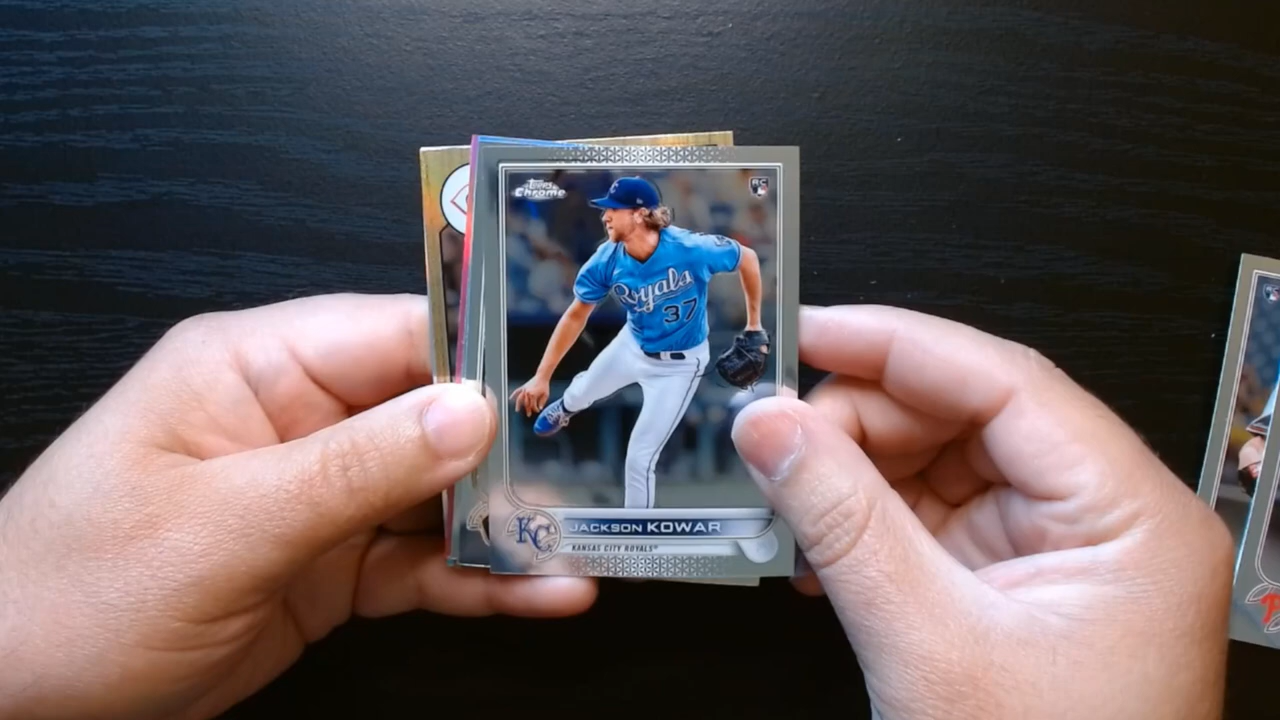 Topps
Chrome
RC
Royals
37
KC
JACKSON KOWAR
KANSAS CITY ROYALS